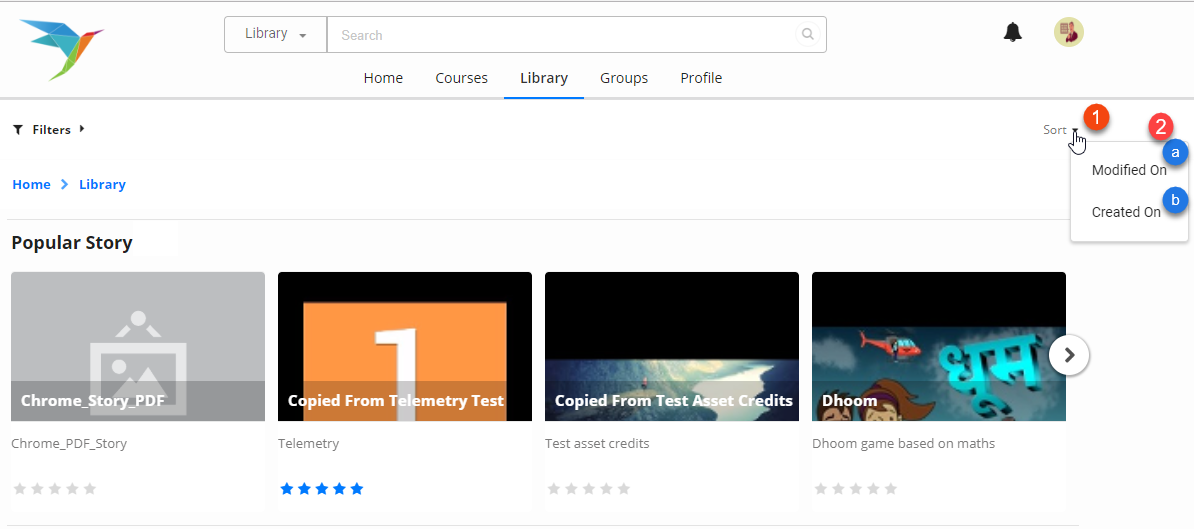 Library
Search
Home Courses Library Groups Profile
Filters
Sort
1
2
a
Modified On
b
Created On
Home Library
Popular Story
Chrome_Story_PDF
Chrome_PDF_Story
1
Copied From Telemetry Test
Telemetry
Copied From Test Asset Credits
Test asset credits
धूम
Dhoom
Dhoom game based on maths